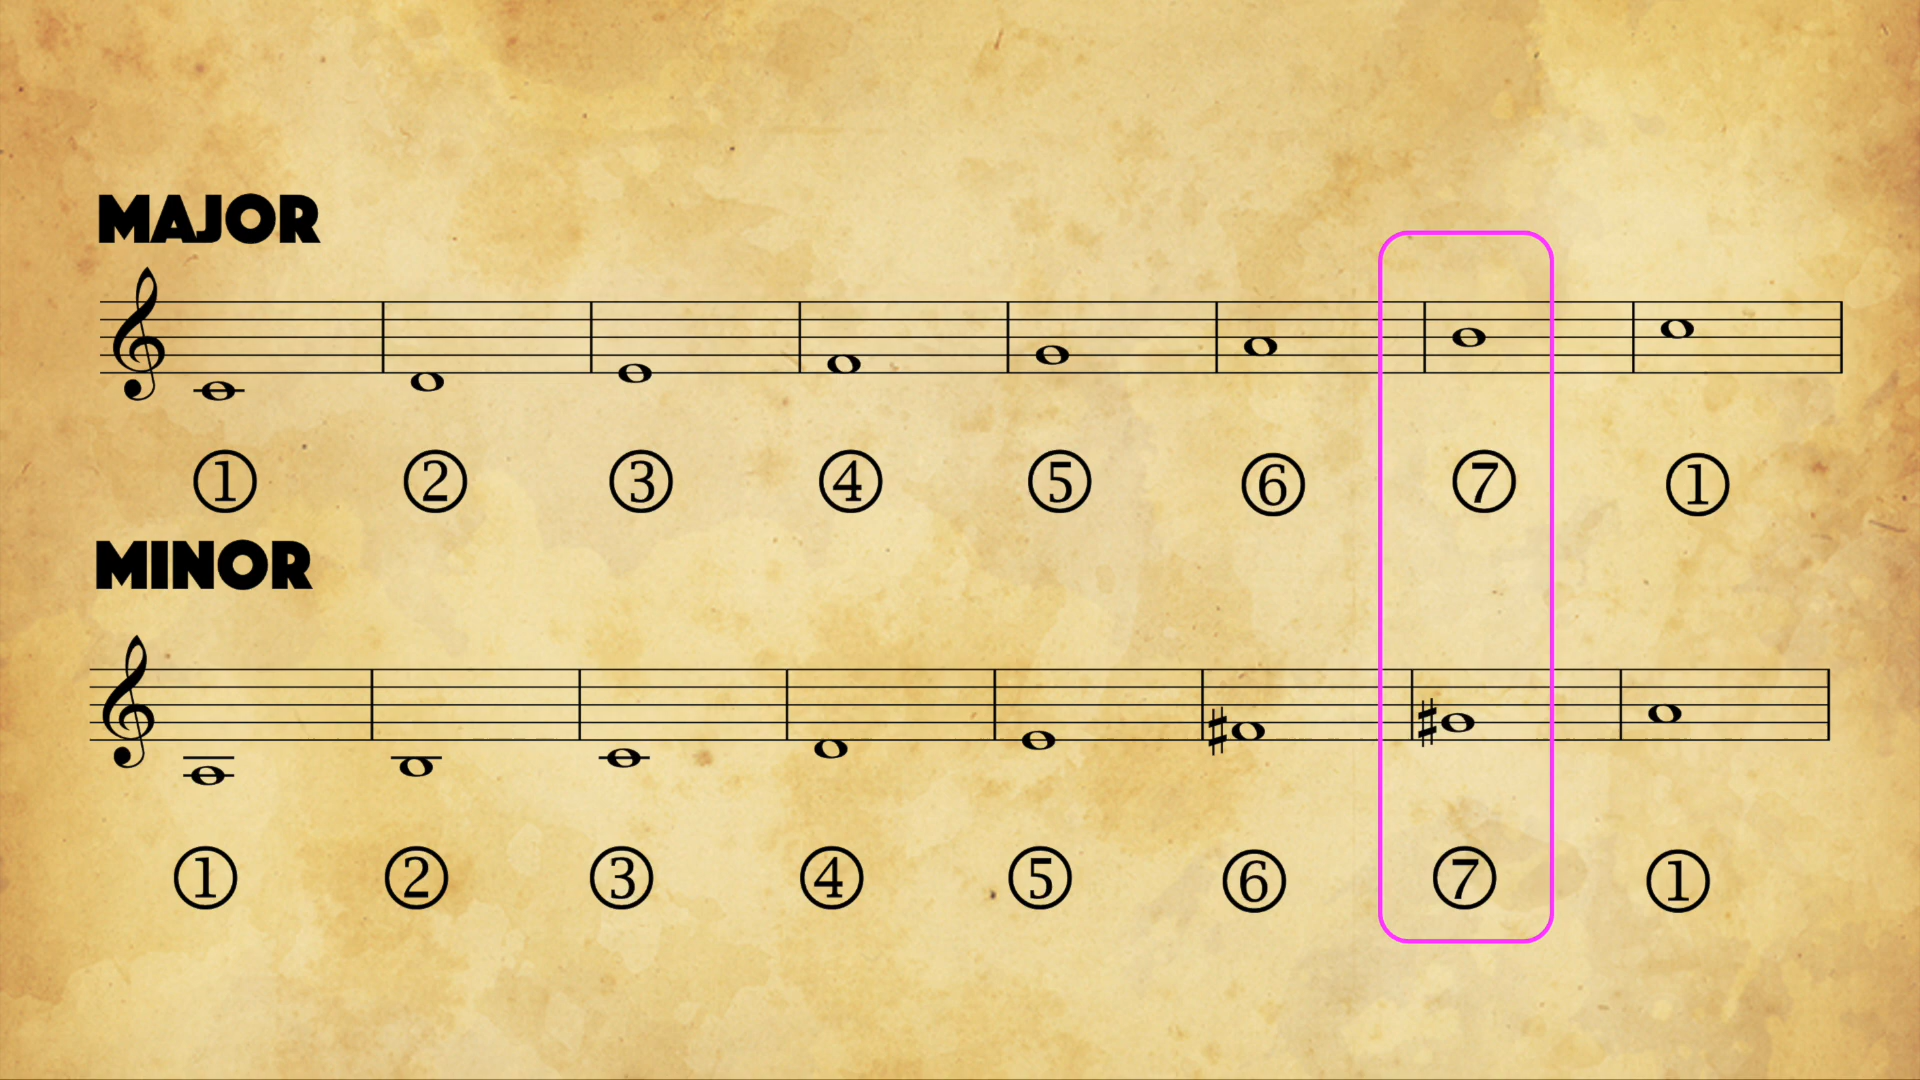 MAJOR
① ② ③ ④ ⑤ ⑥ ⑦ ①
MINOR
① ② ③ ④ ⑤ ⑥ ⑦ ①